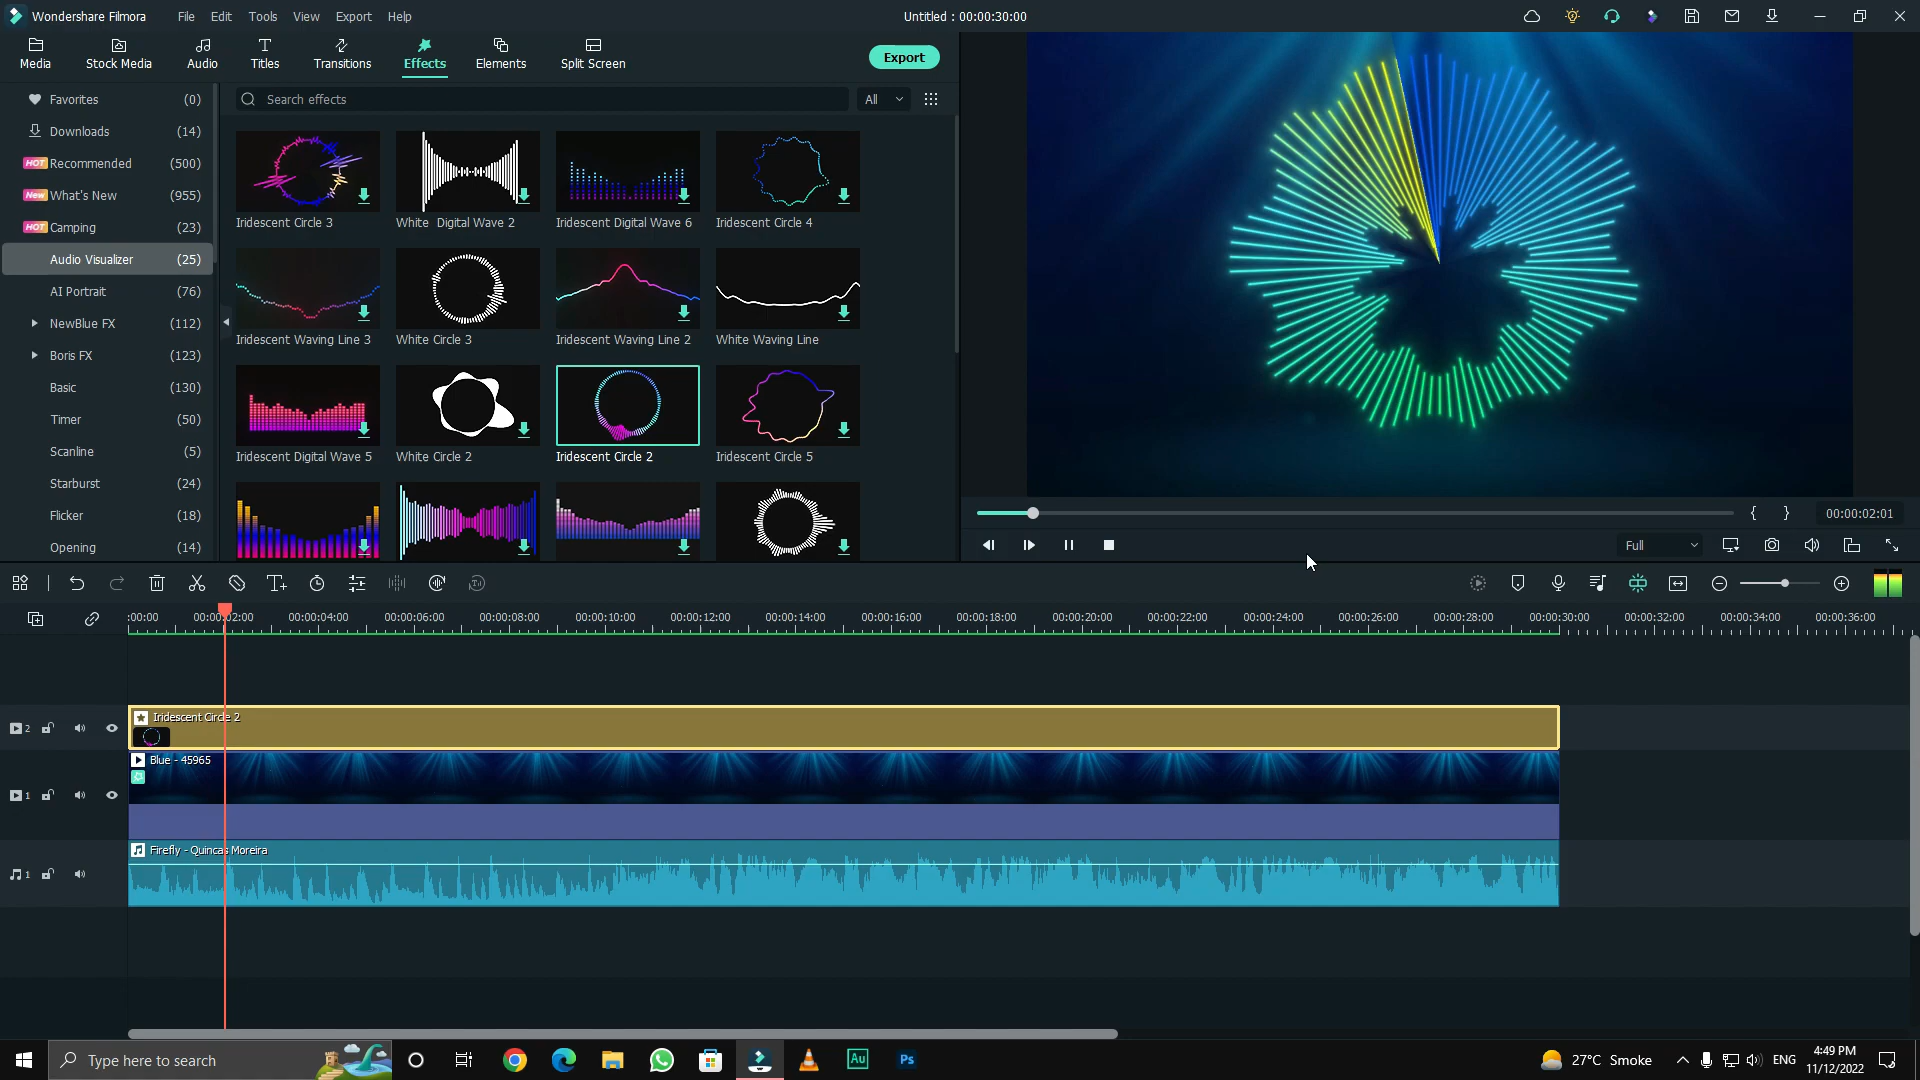 Wondershare Filmora File Edit Tools View Export Help Untitled : 00:00:30:00
Media Stock Media Audio Titles Transitions Effects Elements Split Screen Export
Favorites (0)
Downloads (14)
HOT Recommended (500)
New What's New (955)
HOT Camping (23)
Audio Visualizer (25)
AI Portrait (76)
NewBlue FX (112)
Boris FX (123)
Basic (130)
Timer (50)
Scanline (5)
Starburst (24)
Flicker (18)
Opening (14)
Search effects All
Iridescent Circle 3 White Digital Wave 2 Iridescent Digital Wave 6 Iridescent Circle 4
Iridescent Waving Line 3 White Circle 3 Iridescent Waving Line 2 White Waving Line
Iridescent Digital Wave 5 White Circle 2 Iridescent Circle 2 Iridescent Circle 5
{ } 00:00:02:01
Full
:00:00 00:00:02:00 00:00:04:00 00:00:06:00 00:00:08:00 00:00:10:00 00:00:12:00 00:00:14:00 00:00:16:00 00:00:18:00 00:00:20:00 00:00:22:00 00:00:24:00 00:00:26:00 00:00:28:00 00:00:30:00 00:00:32:00 00:00:34:00 00:00:36:00
2 Iridescent Circle 2
Blue - 45965
1
Firefly - Quincas Moreira
1
Type here to search Au Ps 27°C Smoke ENG 4:49 PM
11/12/2022